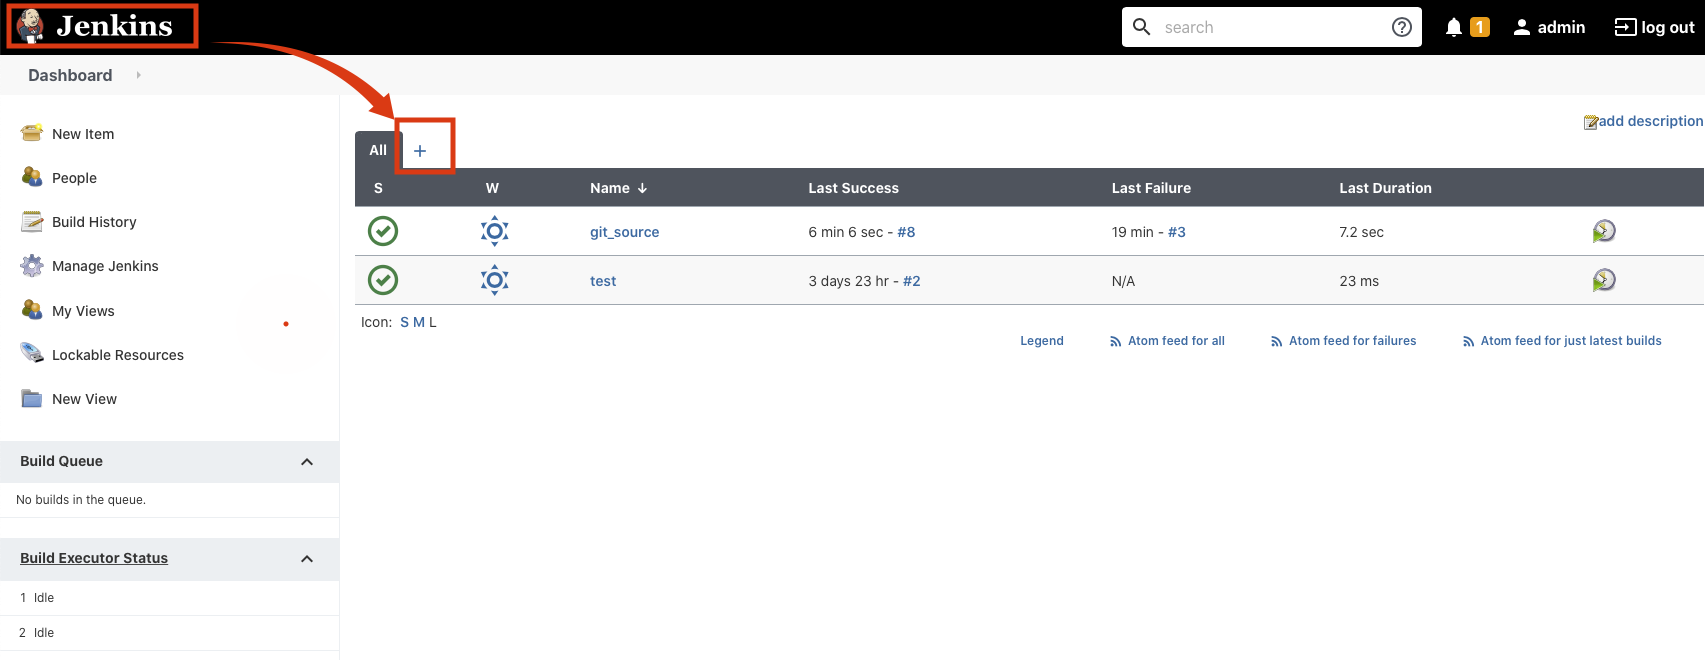 Jenkins
search
1
admin
log out
Dashboard
New Item
People
Build History
Manage Jenkins
My Views
Lockable Resources
New View
Build Queue
No builds in the queue.
Build Executor Status
1 Idle
2 Idle
add description
All +
S W Name ↓ Last Success Last Failure Last Duration
git_source 6 min 6 sec - #8 19 min - #3 7.2 sec
test 3 days 23 hr - #2 N/A 23 ms
Icon: S M L
Legend Atom feed for all Atom feed for failures Atom feed for just latest builds